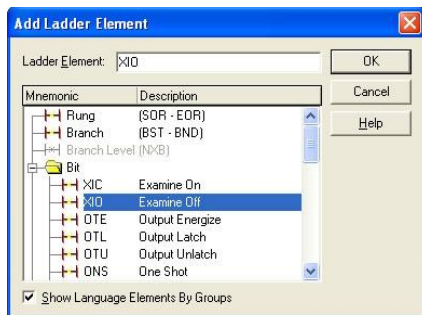 Add Ladder Element
Ladder Element: XIO
OK
Cancel
Help
Mnemonic Description
Rung (SOR - EOR)
Branch (BST - BND)
Branch Level (NXB)
Bit
XIC Examine On
XIO Examine Off
OTE Output Energize
OTL Output Latch
OTU Output Unlatch
ONS One Shot
Show Language Elements By Groups